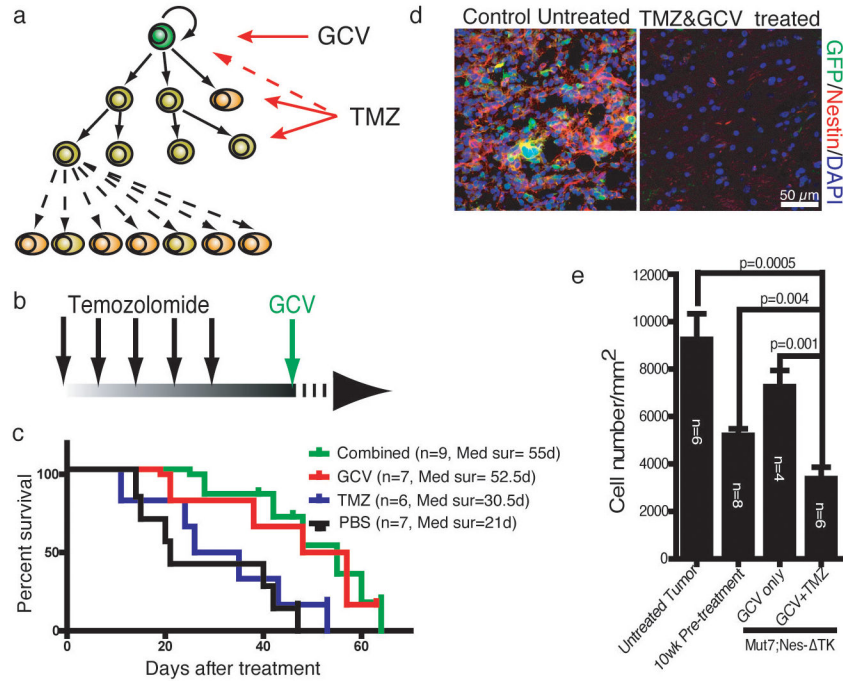 a
GCV
TMZ
b
Temozolomide
GCV
c
Percent survival
100
50
0
0
20
40
60
Days after treatment
Combined (n=9, Med sur= 55d)
GCV (n=7, Med sur= 52.5d)
TMZ (n=6, Med sur=30.5d)
PBS (n=7, Med sur=21d)
d
Control Untreated
TMZ&GCV treated
GFP/Nestin/DAPI
50 µm
e
Cell number/mm²
12000
10000
8000
6000
4000
2000
0
p=0.0005
p=0.004
p=0.001
n=6
n=8
n=4
n=6
Untreated Tumor
10wk Pre-treatment
GCV only
GCV+TMZ
Mut7;Nes-ΔTK